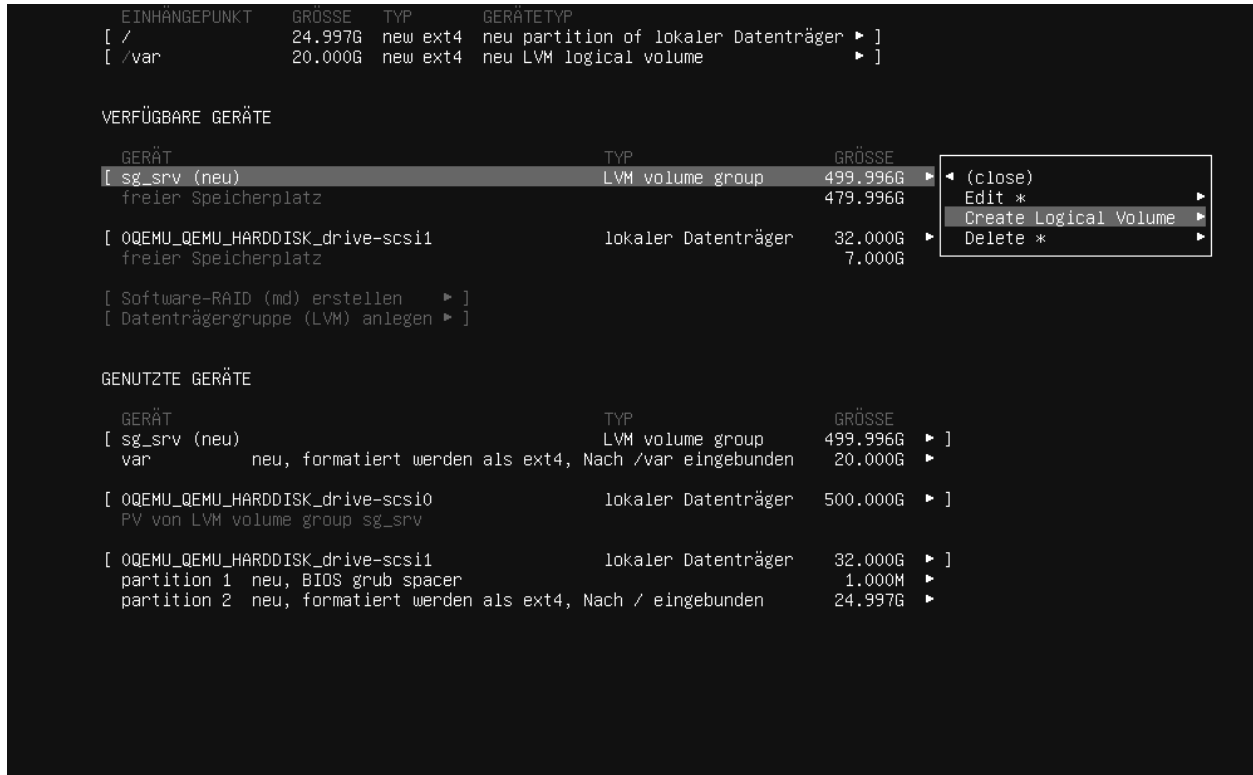 EINHÄNGEPUNKT GRÖSSE TYP GERÄTETYP
[ / 24.997G new ext4 neu partition of lokaler Datenträger ▸ ]
[ /var 20.000G new ext4 neu LVM logical volume ▸ ]
VERFÜGBARE GERÄTE
GERÄT TYP GRÖSSE
[ sg_srv (neu) LVM volume group 499.996G ▸
freier Speicherplatz 479.996G
◂ (close)
Edit * ▸
Create Logical Volume ▸
Delete * ▸
[ 0QEMU_QEMU_HARDDISK_drive-scsi1 lokaler Datenträger 32.000G ▸
freier Speicherplatz 7.000G
[ Software-RAID (md) erstellen ▸ ]
[ Datenträgergruppe (LVM) anlegen ▸ ]
GENUTZTE GERÄTE
GERÄT TYP GRÖSSE
[ sg_srv (neu) LVM volume group 499.996G ▸ ]
var neu, formatiert werden als ext4, Nach /var eingebunden 20.000G ▸
[ 0QEMU_QEMU_HARDDISK_drive-scsi0 lokaler Datenträger 500.000G ▸ ]
PV von LVM volume group sg_srv
[ 0QEMU_QEMU_HARDDISK_drive-scsi1 lokaler Datenträger 32.000G ▸ ]
partition 1 neu, BIOS grub spacer 1.000M ▸
partition 2 neu, formatiert werden als ext4, Nach / eingebunden 24.997G ▸